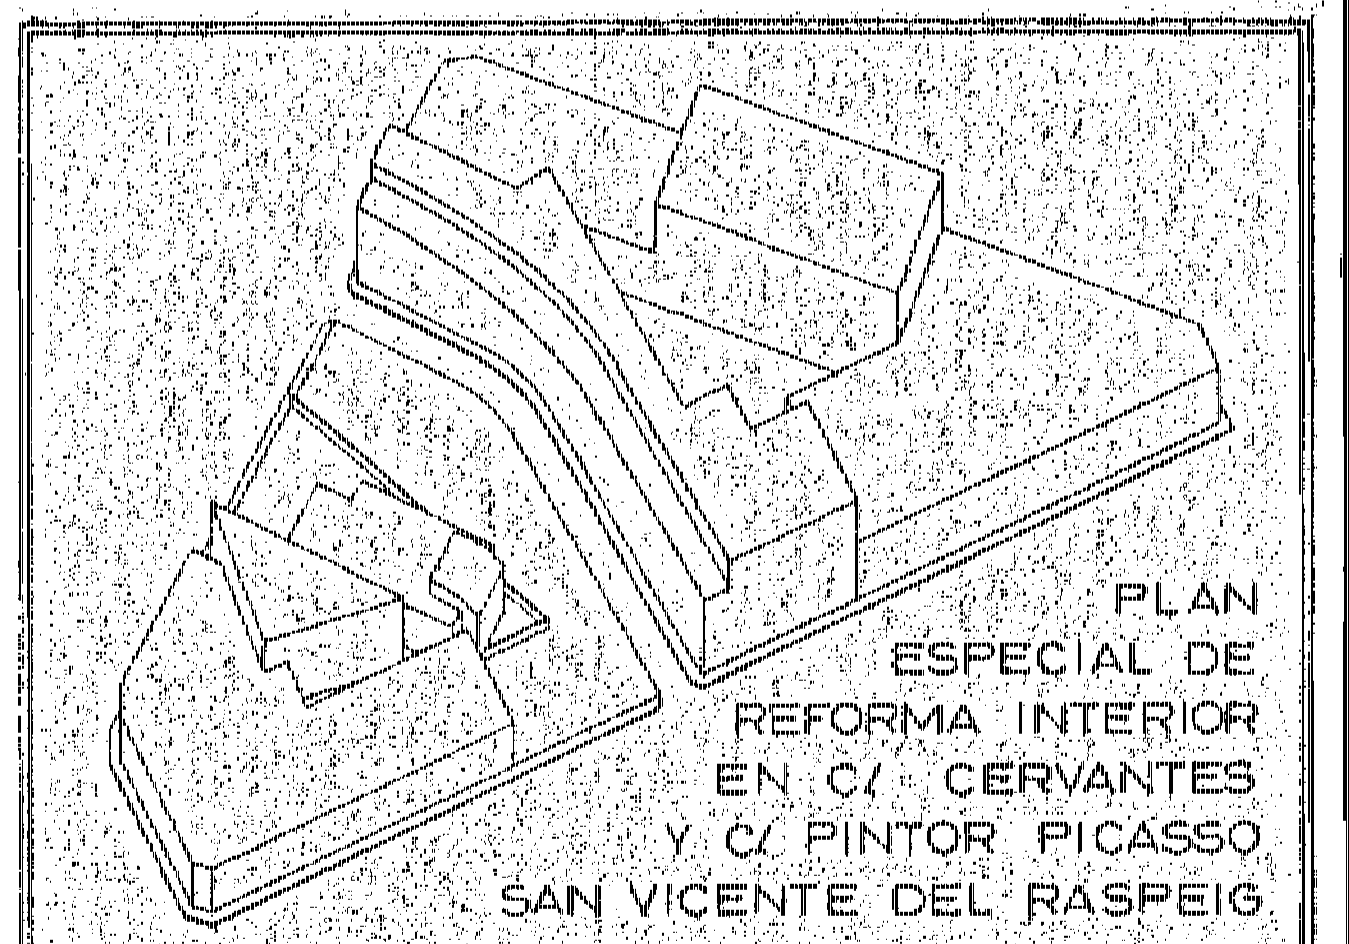 PLAN
ESPECIAL DE
REFORMA INTERIOR
EN C/ CERVANTES
Y C/ PINTOR PICASSO
SAN VICENTE DEL RASPEIG